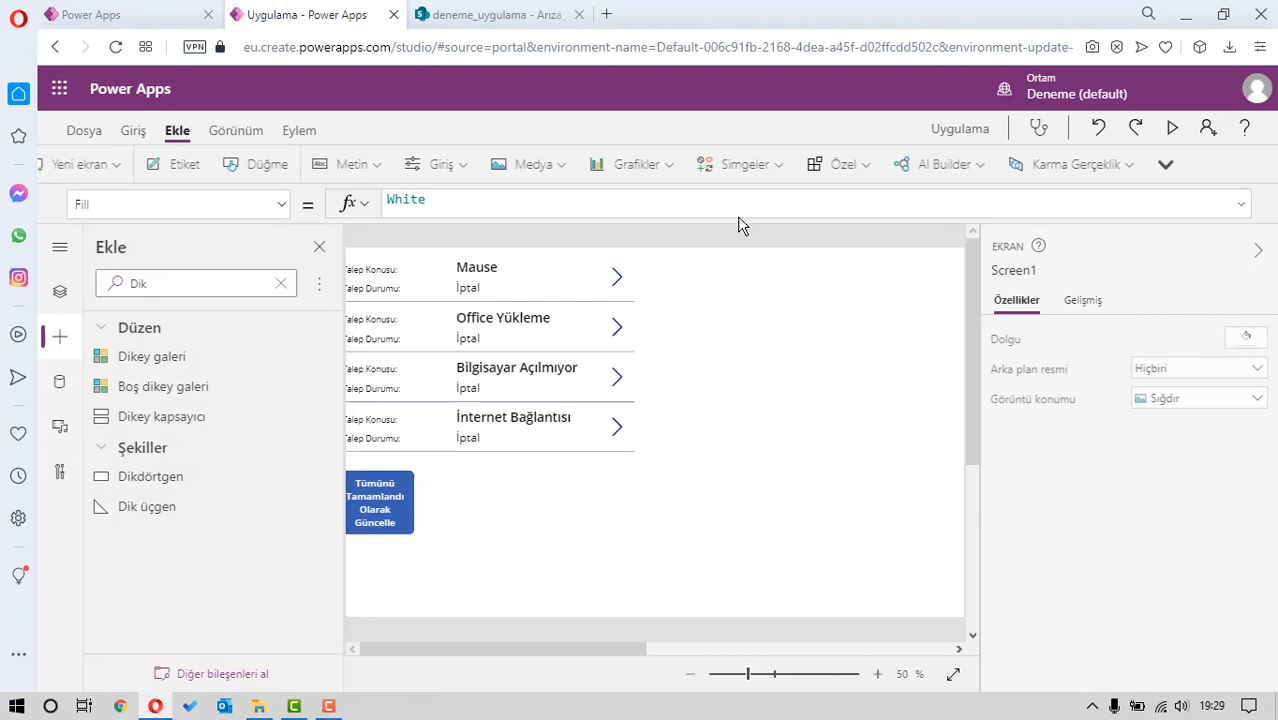 Power Apps
Uygulama - Power Apps
deneme_uygulama - Arıza_
VPN
eu.create.powerapps.com/studio/#source=portal&environment-name=Default-006c91fb-2168-4dea-a45f-d02ffcdd502c&environment-update-
Power Apps
Ortam
Deneme (default)
Dosya
Giriş
Ekle
Görünüm
Eylem
Uygulama
Yeni ekran
Etiket
Düğme
Metin
Giriş
Medya
Grafikler
Simgeler
Özel
AI Builder
Karma Gerçeklik
Fill
=
fx
White
Ekle
Dik
Düzen
Dikey galeri
Boş dikey galeri
Dikey kapsayıcı
Şekiller
Dikdörtgen
Dik üçgen
Diğer bileşenleri al
Talep Konusu:
Mause
Talep Durumu:
İptal
Talep Konusu:
Office Yükleme
Talep Durumu:
İptal
Talep Konusu:
Bilgisayar Açılmıyor
Talep Durumu:
İptal
Talep Konusu:
İnternet Bağlantısı
Talep Durumu:
İptal
Tümünü
Tamamlandı
Olarak
Güncelle
50 %
EKRAN
Screen1
Özellikler
Gelişmiş
Dolgu
Arka plan resmi
Hiçbiri
Görüntü konumu
Sığdır
19:29